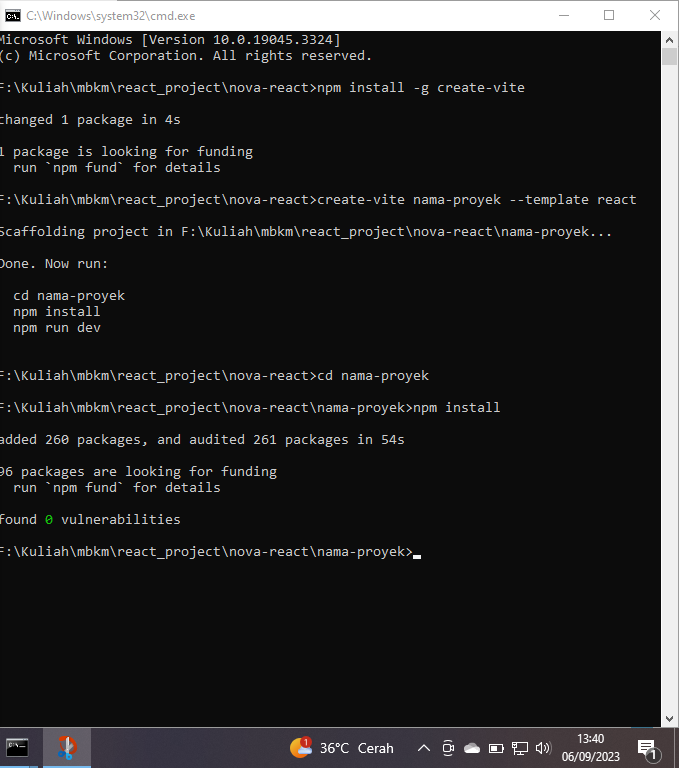 C:\Windows\system32\cmd.exe
Microsoft Windows [Version 10.0.19045.3324]
(c) Microsoft Corporation. All rights reserved.
F:\Kuliah\mbkm\react_project\nova-react>npm install -g create-vite
changed 1 package in 4s
1 package is looking for funding
run `npm fund` for details
F:\Kuliah\mbkm\react_project\nova-react>create-vite nama-proyek --template react
Scaffolding project in F:\Kuliah\mbkm\react_project\nova-react\nama-proyek...
Done. Now run:
cd nama-proyek
npm install
npm run dev
F:\Kuliah\mbkm\react_project\nova-react>cd nama-proyek
F:\Kuliah\mbkm\react_project\nova-react\nama-proyek>npm install
added 260 packages, and audited 261 packages in 54s
96 packages are looking for funding
run `npm fund` for details
found 0 vulnerabilities
F:\Kuliah\mbkm\react_project\nova-react\nama-proyek>
1
36°C Cerah
13:40
06/09/2023
1